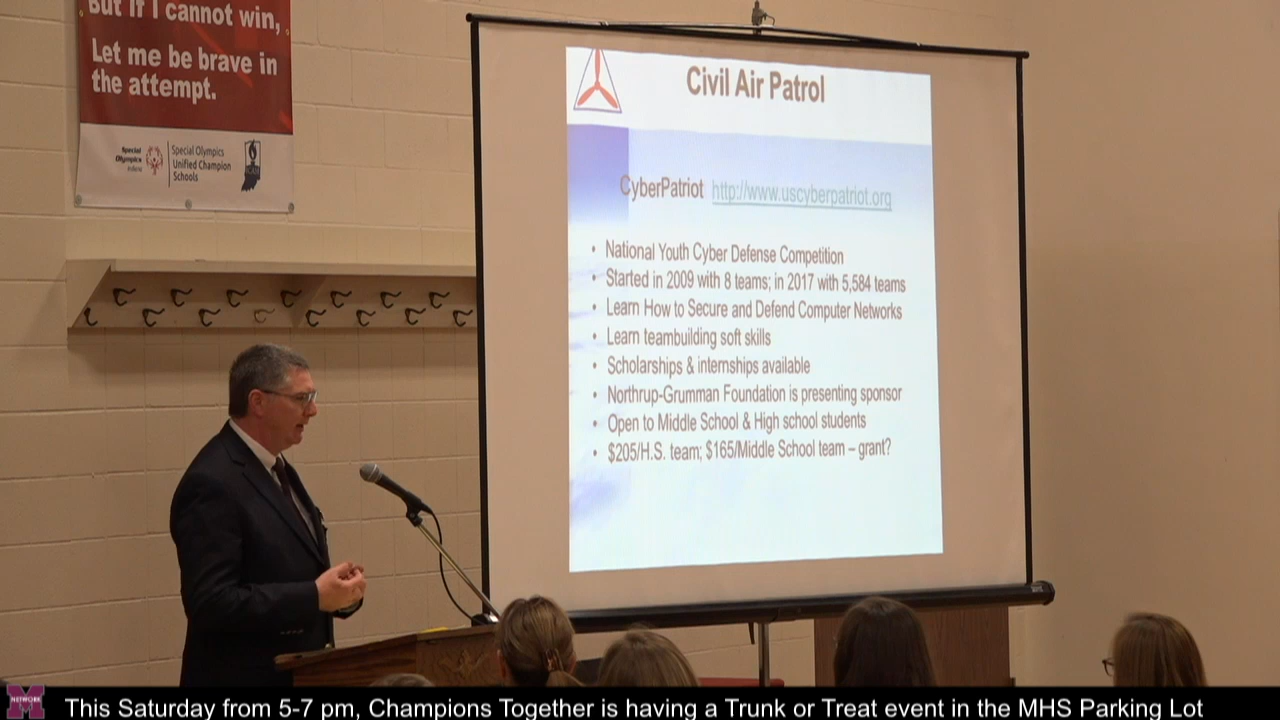 But if I cannot win,
Let me be brave in
the attempt.
Special
Olympics
Indiana
Special Olympics
Unified Champion
Schools
Civil Air Patrol
CyberPatriot http://www.uscyberpatriot.org
• National Youth Cyber Defense Competition
• Started in 2009 with 8 teams; in 2017 with 5,584 teams
• Learn How to Secure and Defend Computer Networks
• Learn teambuilding soft skills
• Scholarships & internships available
• Northrup-Grumman Foundation is presenting sponsor
• Open to Middle School & High school students
• $205/H.S. team; $165/Middle School team – grant?
M
NETWORK
This Saturday from 5-7 pm, Champions Together is having a Trunk or Treat event in the MHS Parking Lot